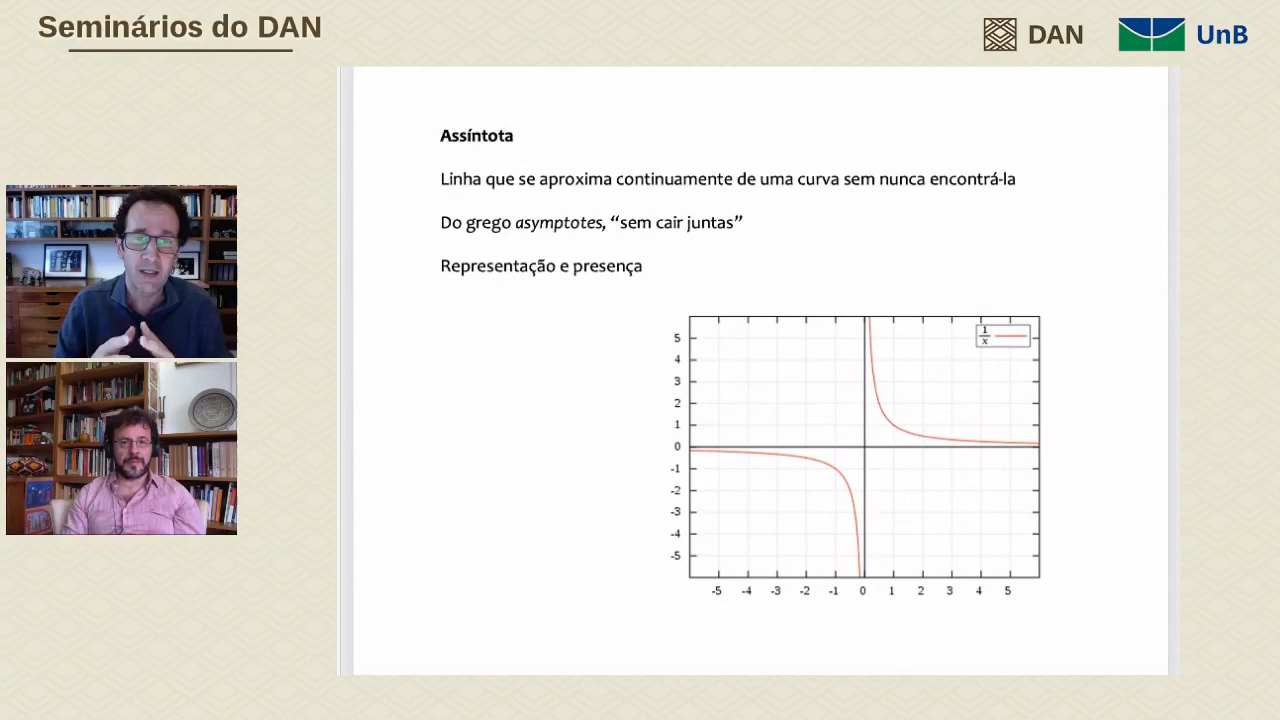 Seminários do DAN
DAN
UnB
Assíntota
Linha que se aproxima continuamente de uma curva sem nunca encontrá-la
Do grego asymptotes, “sem cair juntas”
Representação e presença
1
x
5
4
3
2
1
0
-1
-2
-3
-4
-5
-5 -4 -3 -2 -1 0 1 2 3 4 5